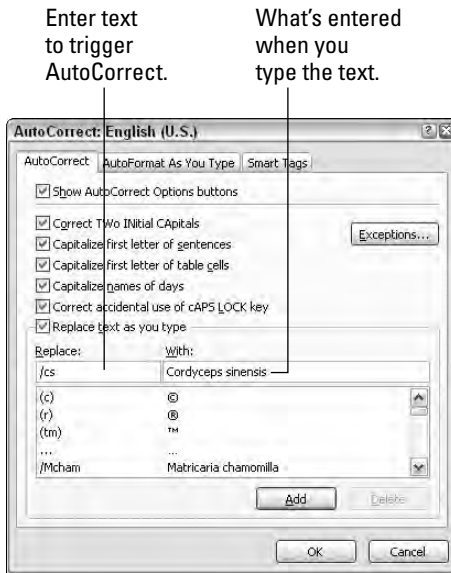 Enter text
to trigger
AutoCorrect.
What's entered
when you
type the text.
AutoCorrect: English (U.S.)
AutoCorrect AutoFormat As You Type Smart Tags
Show AutoCorrect Options buttons
Correct TWo INitial CApitals
Exceptions...
Capitalize first letter of sentences
Capitalize first letter of table cells
Capitalize names of days
Correct accidental use of cAPS LOCK key
Replace text as you type
Replace: With:
/cs Cordyceps sinensis
(c) ©
(r) ®
(tm) ™
... ...
/Mcham Matricaria chamomilla
Add Delete
OK Cancel